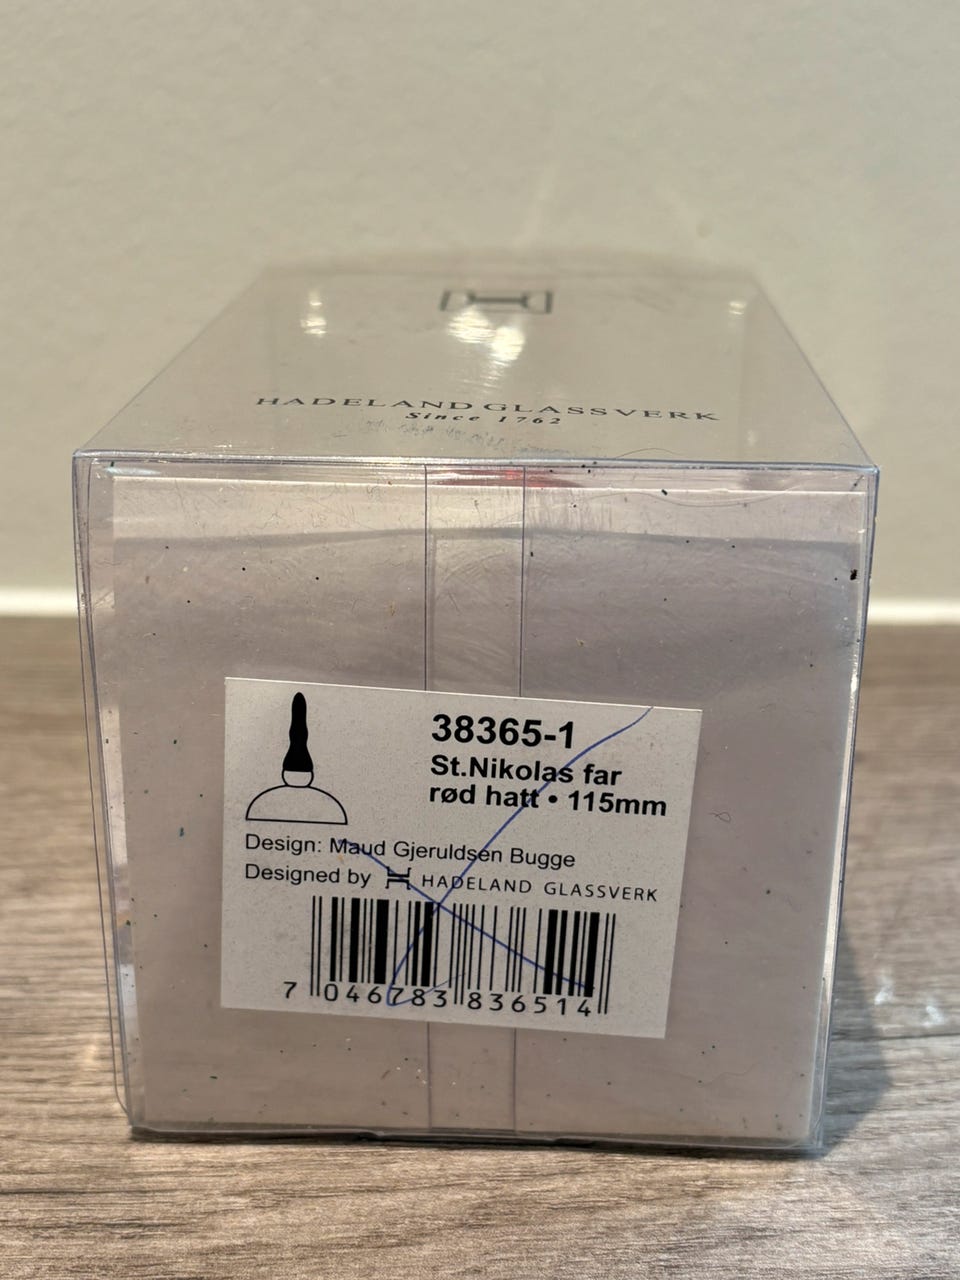 HADELAND GLASSVERK
Since 1762
38365-1
St.Nikolas far
rød hatt • 115mm
Design: Maud Gjeruldsen Bugge
Designed by HADELAND GLASSVERK
7 046783 836514